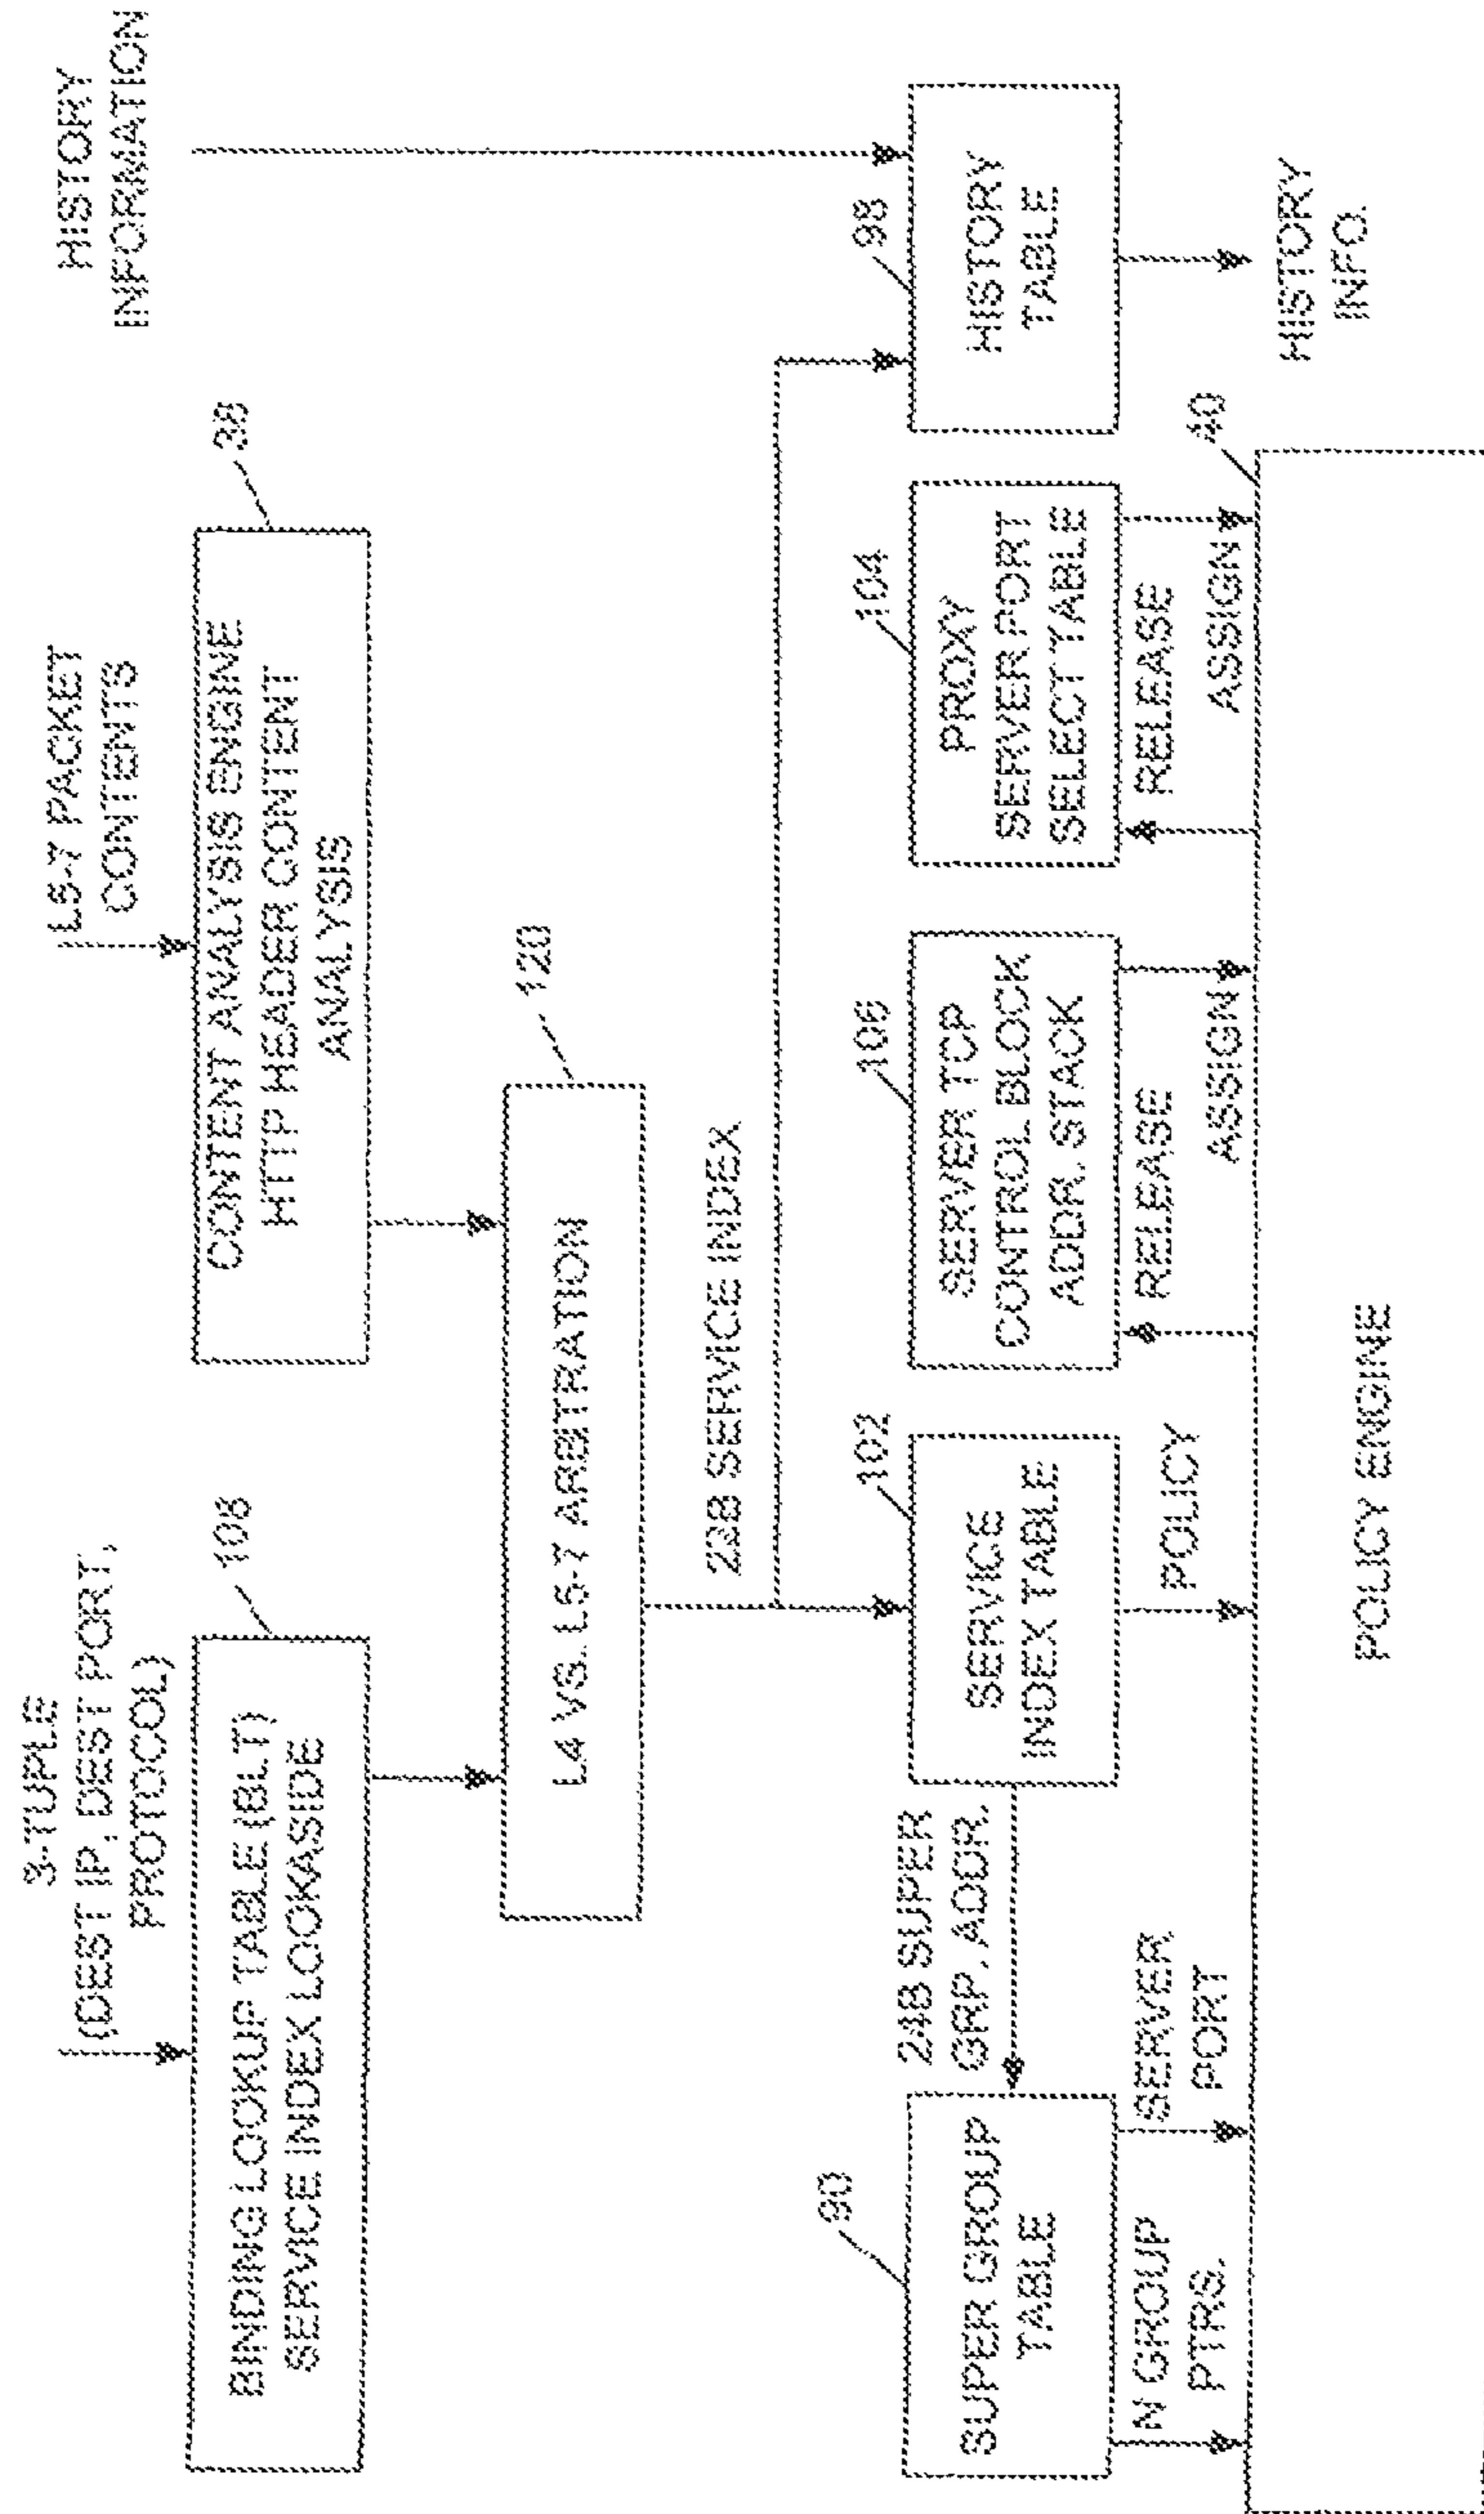 3-TUPLE
(DEST IP, DEST PORT,
PROTOCOL)
L5-7 PACKET
CONTENTS
HISTORY
INFORMATION
108
38
BINDING LOOKUP TABLE (BLT)
SERVICE INDEX LOOKASIDE
CONTENT ANALYSIS ENGINE
HTTP HEADER CONTENT
ANALYSIS
120
L4 VS. L5-7 ARBITRATION
22B SERVICE INDEX
90
24B SUPER
GRP. ADDR.
102
106
104
98
SUPER GROUP
TABLE
SERVICE
INDEX TABLE
SERVER TCP
CONTROL BLOCK
ADDR. STACK
PROXY
SERVER PORT
SELECT TABLE
HISTORY
TABLE
N GROUP
PTRS.
SERVER
PORT
POLICY
RELEASE
ASSIGN
RELEASE
ASSIGN
40
HISTORY
INFO.
POLICY ENGINE